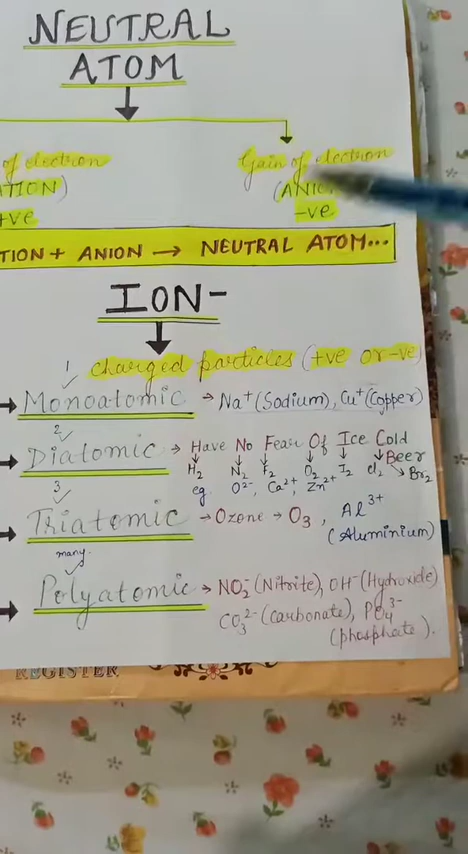 NEUTRAL
ATOM
of electron
Gain of electron
ATION)
(ANION
+ve
-ve
TION + ANION → NEUTRAL ATOM...
ION-
charged particles (+ve or -ve)
1
Monoatomic → Na⁺ (Sodium), Cu⁺ (Copper)
2
Diatomic → Have No Fear Of Ice Cold
Beer
H₂ N₂ F₂ O₂ I₂ Cl₂ Br₂
eg. O²⁻, Ca²⁺, Zn²⁺
3
Triatomic → Ozone → O₃, Al³⁺
(Aluminium)
many
Polyatomic → NO₂⁻ (Nitrite), OH⁻ (Hydroxide)
CO₃²⁻ (Carbonate), PO₄³⁻
(phosphate).
REGISTER